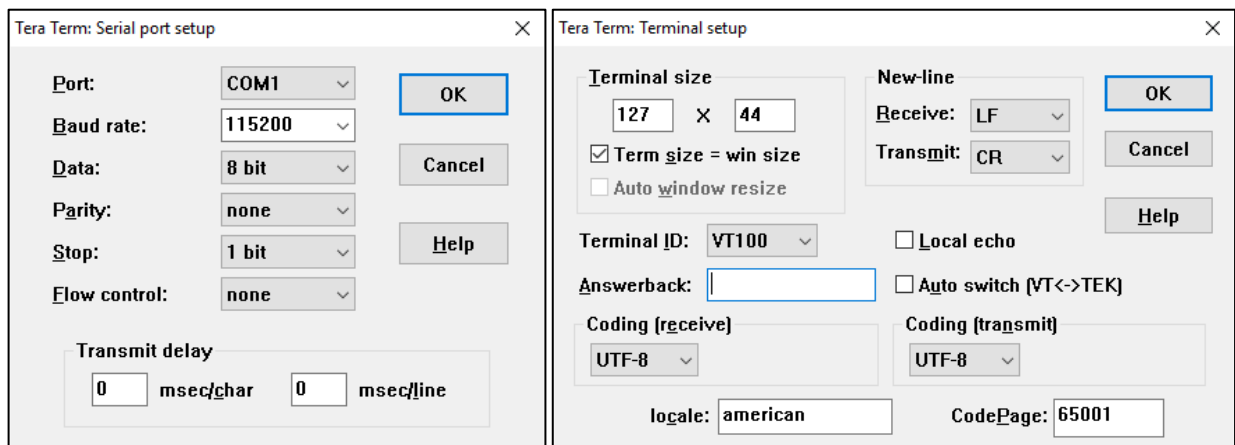 Tera Term: Serial port setup
Port: COM1
Baud rate: 115200
Data: 8 bit
Parity: none
Stop: 1 bit
Flow control: none
OK
Cancel
Help
Transmit delay
0 msec/char 0 msec/line
Tera Term: Terminal setup
Terminal size
127 X 44
Term size = win size
Auto window resize
New-line
Receive: LF
Transmit: CR
OK
Cancel
Help
Terminal ID: VT100
Local echo
Answerback:
Auto switch (VT<->TEK)
Coding (receive)
UTF-8
Coding (transmit)
UTF-8
locale: american
CodePage: 65001